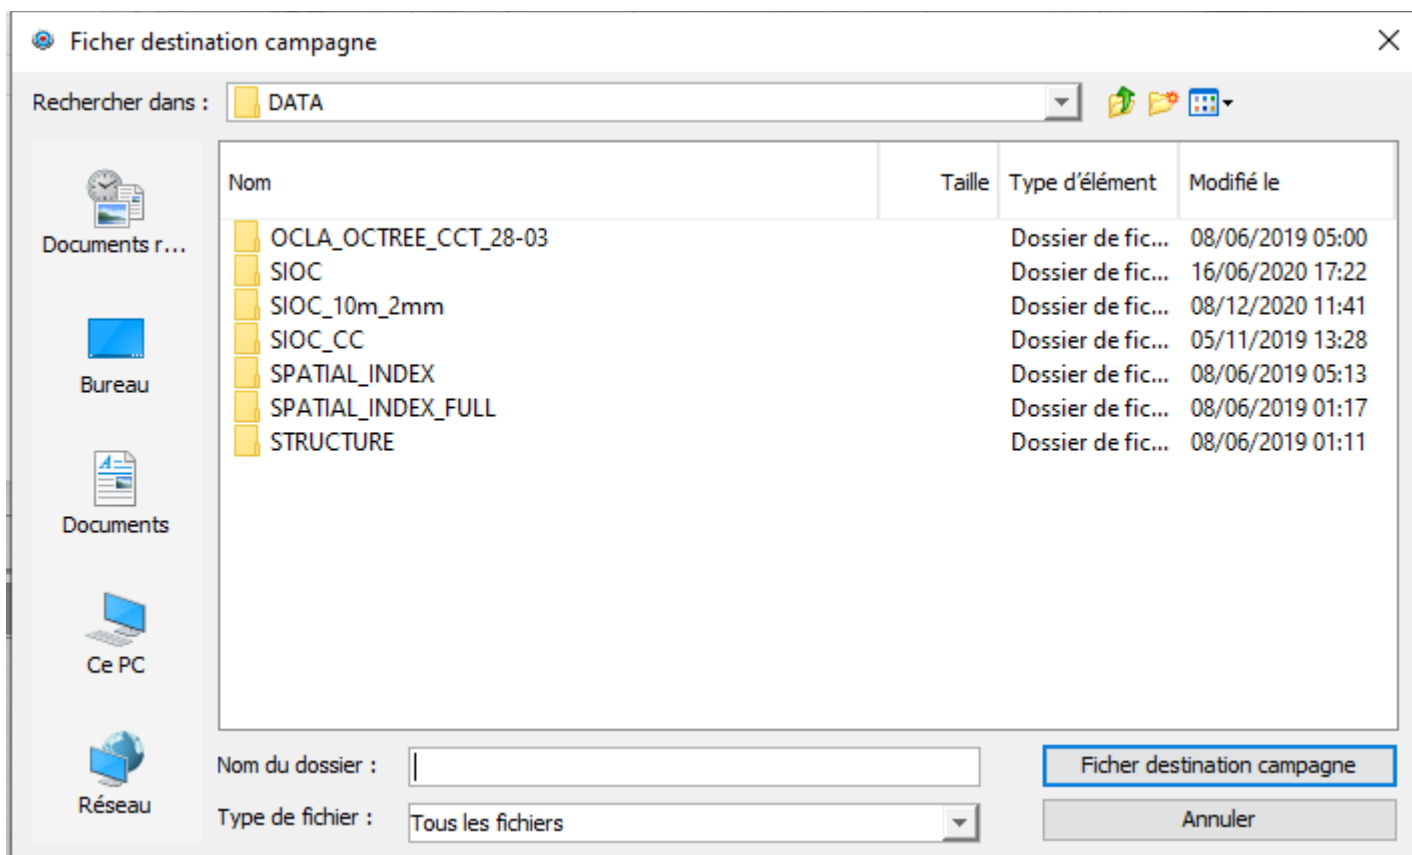 Ficher destination campagne
Rechercher dans : DATA
Nom Taille Type d'élément Modifié le
OCLA_OCTREE_CCT_28-03 Dossier de fic... 08/06/2019 05:00
SIOC Dossier de fic... 16/06/2020 17:22
SIOC_10m_2mm Dossier de fic... 08/12/2020 11:41
SIOC_CC Dossier de fic... 05/11/2019 13:28
SPATIAL_INDEX Dossier de fic... 08/06/2019 05:13
SPATIAL_INDEX_FULL Dossier de fic... 08/06/2019 01:17
STRUCTURE Dossier de fic... 08/06/2019 01:11
Documents r...
Bureau
Documents
Ce PC
Réseau
Nom du dossier : Ficher destination campagne
Type de fichier : Tous les fichiers Annuler